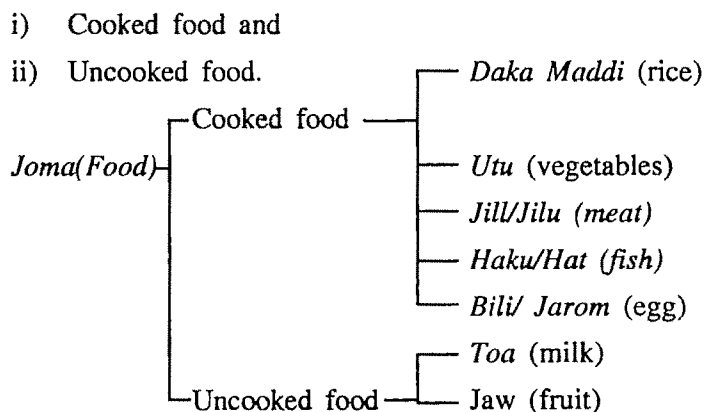 i) Cooked food and
ii) Uncooked food.
Daka Maddi (rice)
Cooked food
Joma(Food)
Utu (vegetables)
Jill/Jilu (meat)
Haku/Hat (fish)
Bili/ Jarom (egg)
Toa (milk)
Uncooked food
Jaw (fruit)